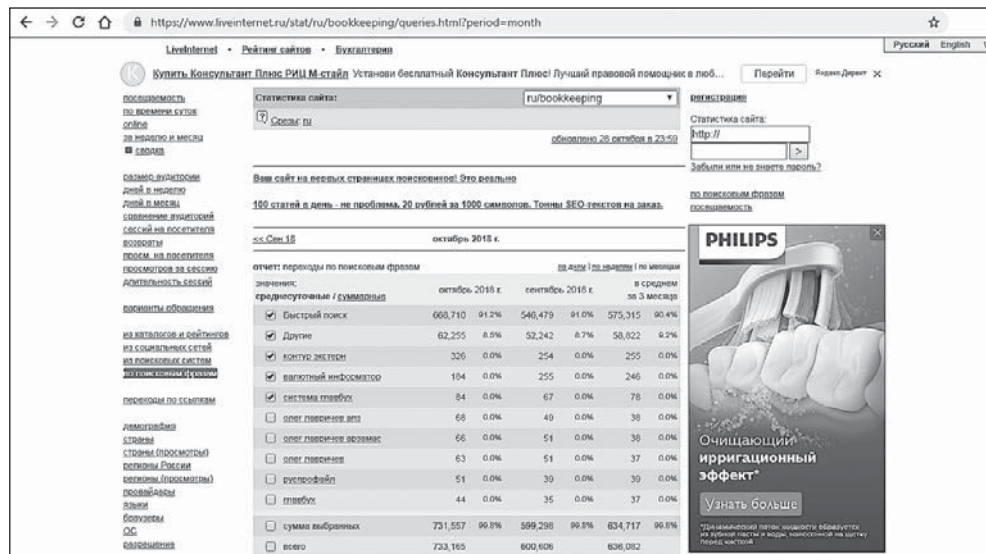 https://www.liveinternet.ru/stat/ru/bookkeeping/queries.html?period=month
LiveInternet • Рейтинг сайтов • Бухгалтерия
Русский English
Купить Консультант Плюс РИЦ М-стайл Установи бесплатный Консультант Плюс! Лучший правовой помощник в люб...
Перейти
Яндекс.Директ
посещаемость
по времени суток
online
за неделю и месяц
сводка
размер аудитории
дней в неделю
дней в месяц
сравнение аудиторий
сессий на посетителя
возвраты
просм. на посетителя
просмотров за сессию
длительность сессий
варианты обращения
из каталогов и рейтингов
из социальных сетей
из поисковых систем
по поисковым фразам
переходы по ссылкам
демография
страны
страны (просмотры)
регионы России
регионы (просмотры)
провайдеры
языки
браузеры
ОС
разрешения
Статистика сайта: ru/bookkeeping
Срезы: ru
обновлено 26 октября в 23:59
Ваш сайт на первых страницах поисковиков! Это реально
100 статей в день - не проблема. 20 рублей за 1000 символов. Тонны SEO-текстов на заказ.
<< Сен 18 октябрь 2018 г.
отчет: переходы по поисковым фразам по дням | по неделям | по месяцам
значения: среднесуточные / суммарные октябрь 2018 г. сентябрь 2018 г. в среднем за 3 месяца
Быстрый поиск 668,710 91.2% 546,479 91.0% 575,315 90.4%
Другие 62,255 8.5% 52,242 8.7% 58,822 9.2%
контур экстерн 326 0.0% 254 0.0% 255 0.0%
валютный информатор 184 0.0% 255 0.0% 246 0.0%
система главбух 84 0.0% 67 0.0% 78 0.0%
олег лавричев апз 68 0.0% 49 0.0% 38 0.0%
олег лавричев арзамас 66 0.0% 51 0.0% 38 0.0%
олег лавричев 63 0.0% 51 0.0% 37 0.0%
руспрофайл 51 0.0% 39 0.0% 39 0.0%
главбух 44 0.0% 35 0.0% 37 0.0%
сумма выбранных 731,557 99.8% 599,298 99.8% 634,717 99.8%
всего 733,165 600,606 636,082
регистрация
Статистика сайта:
http://
>
Забыли или не знаете пароль?
по поисковым фразам
посещаемость
PHILIPS
Очищающий
ирригационный
эффект*
Узнать больше
*Динамический поток жидкости образуется
из зубной пасты и воды, нанесенной на щетку
перед чисткой